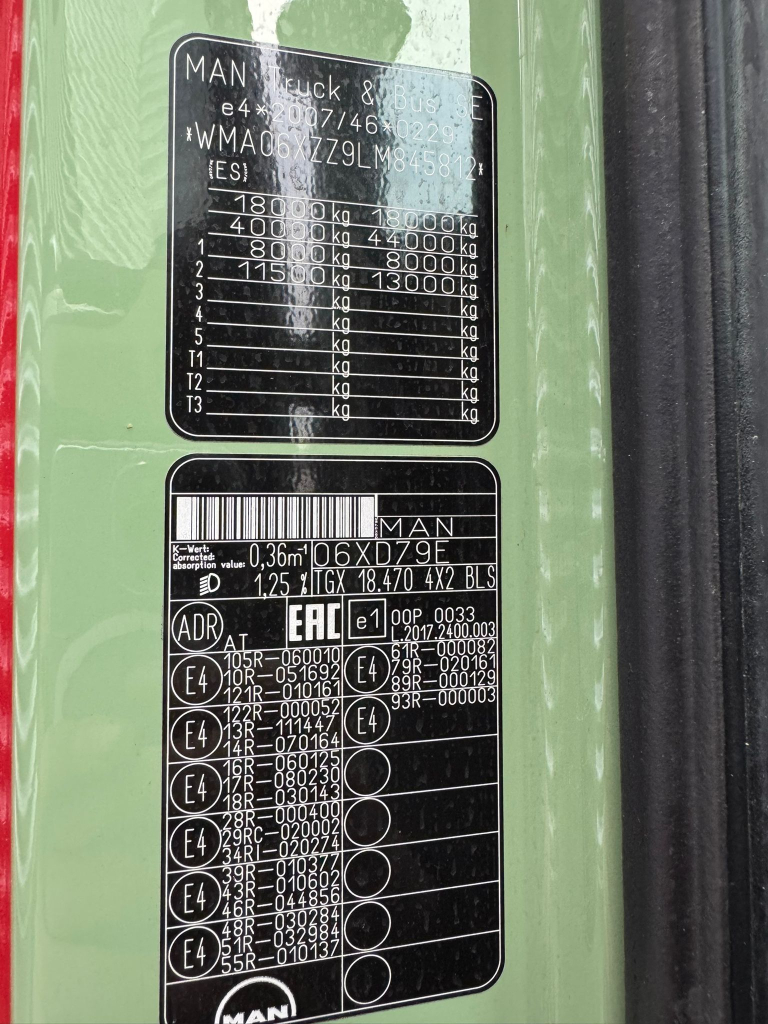 MAN Truck & Bus SE
e4*2007/46*0229
*WMA06XZZ9LM845812*
(ES)
18000 kg 18000 kg
40000 kg 44000 kg
1 8000 kg 8000 kg
2 11500 kg 13000 kg
3 kg kg
4 kg kg
5 kg kg
T1 kg kg
T2 kg kg
T3 kg kg
MAN
K-Wert:
Corrected:
absorption value: 0,36m-1
06XD79E
1,25 %
TGX 18.470 4X2 BLS
ADR AT
EAC
e1 00P 0033
L.2017.2400.003
E4
105R-060010
10R-051692
121R-010161
E4
122R-000052
13R-111447
14R-070164
E4
16R-060125
17R-080230
18R-030143
E4
28R-000400
29RC-020002
34RI-020274
E4
39R-010377
43R-010602
46R-044856
E4
48R-030284
51R-032984
55R-010137
E4
61R-000082
79R-020161
89R-000129
E4
93R-000003
MAN